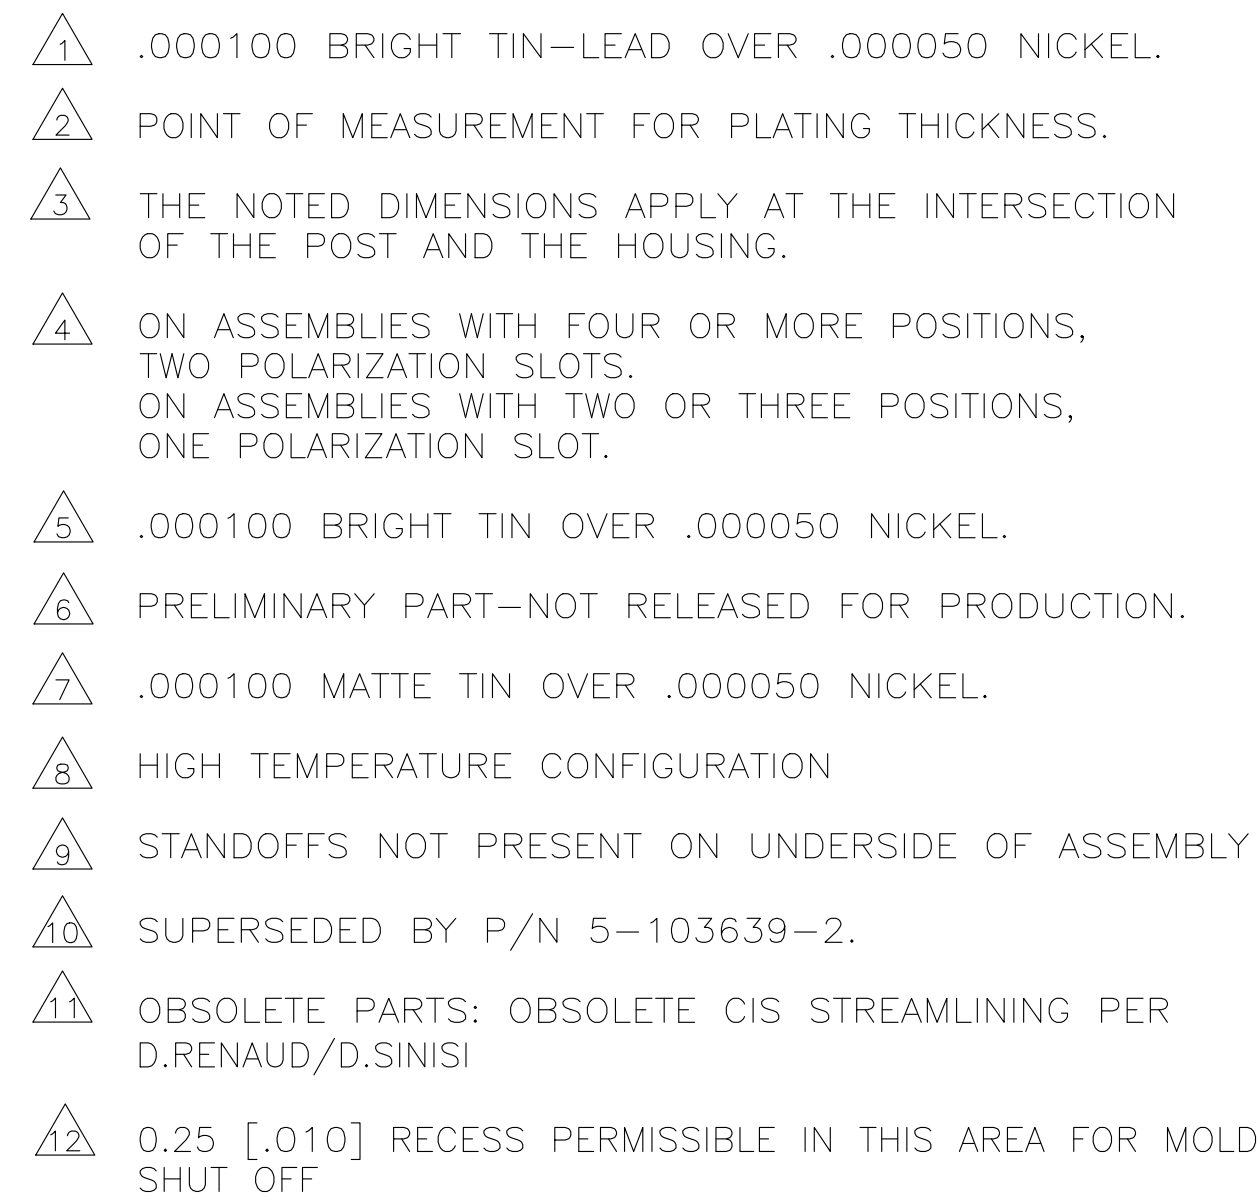 1 .000100 BRIGHT TIN-LEAD OVER .000050 NICKEL.
2 POINT OF MEASUREMENT FOR PLATING THICKNESS.
3 THE NOTED DIMENSIONS APPLY AT THE INTERSECTION
OF THE POST AND THE HOUSING.
4 ON ASSEMBLIES WITH FOUR OR MORE POSITIONS,
TWO POLARIZATION SLOTS.
ON ASSEMBLIES WITH TWO OR THREE POSITIONS,
ONE POLARIZATION SLOT.
5 .000100 BRIGHT TIN OVER .000050 NICKEL.
6 PRELIMINARY PART-NOT RELEASED FOR PRODUCTION.
7 .000100 MATTE TIN OVER .000050 NICKEL.
8 HIGH TEMPERATURE CONFIGURATION
9 STANDOFFS NOT PRESENT ON UNDERSIDE OF ASSEMBLY
10 SUPERSEDED BY P/N 5-103639-2.
11 OBSOLETE PARTS: OBSOLETE CIS STREAMLINING PER
D.RENAUD/D.SINISI
12 0.25 [.010] RECESS PERMISSIBLE IN THIS AREA FOR MOLD
SHUT OFF